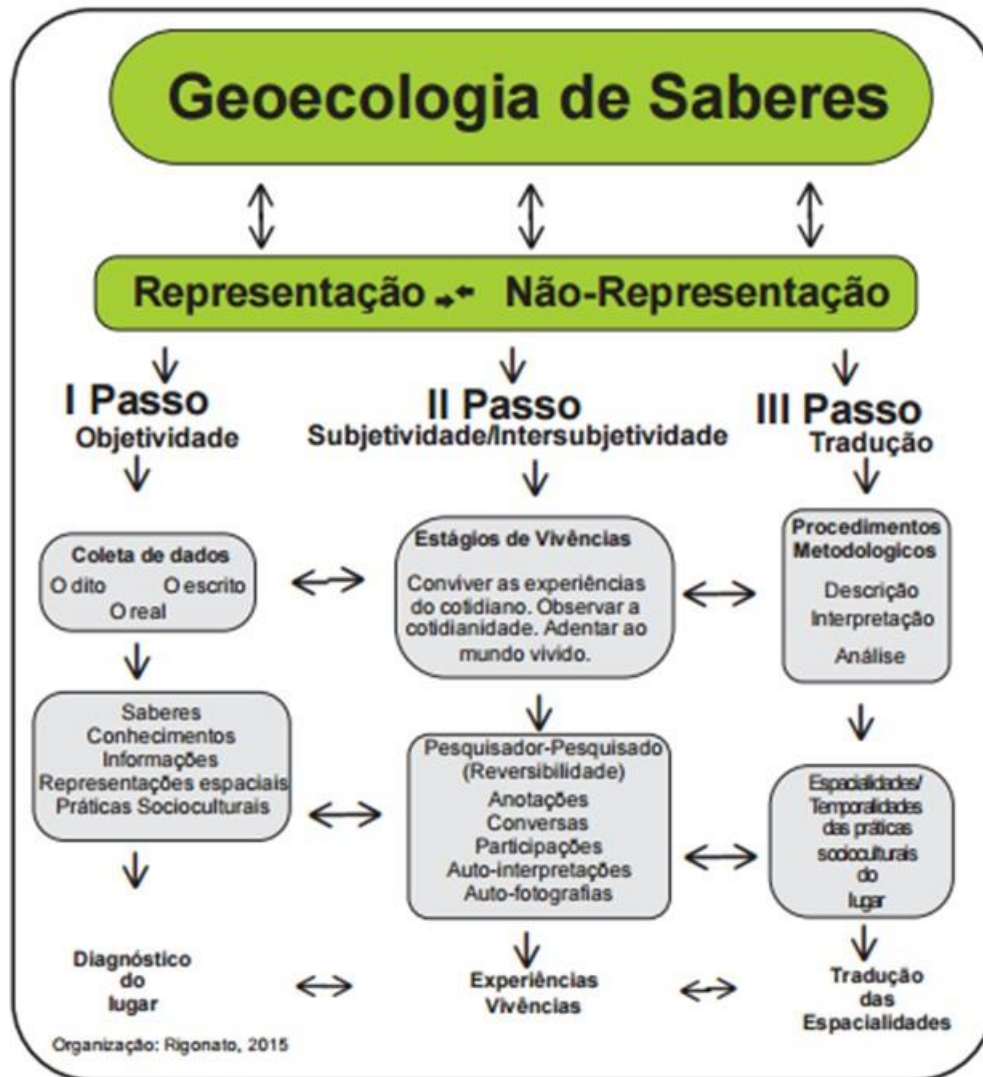 Geoecologia de Saberes
Representação Não-Representação
I Passo
Objetividade
II Passo
Subjetividade/Intersubjetividade
III Passo
Tradução
Coleta de dados
O dito O escrito
O real
Estágios de Vivências
Conviver as experiências
do cotidiano. Observar a
cotidianidade. Adentar ao
mundo vivido.
Procedimentos
Metodologicos
Descrição
Interpretação
Análise
Saberes
Conhecimentos
Informações
Representações espaciais
Práticas Socioculturais
Pesquisador-Pesquisado
(Reversibilidade)
Anotações
Conversas
Participações
Auto-interpretações
Auto-fotografias
Espacialidades/
Temporalidades
das práticas
socioculturais
do
lugar
Diagnóstico
do
lugar
Experiências
Vivências
Tradução
das
Espacialidades
Organização: Rigonato, 2015